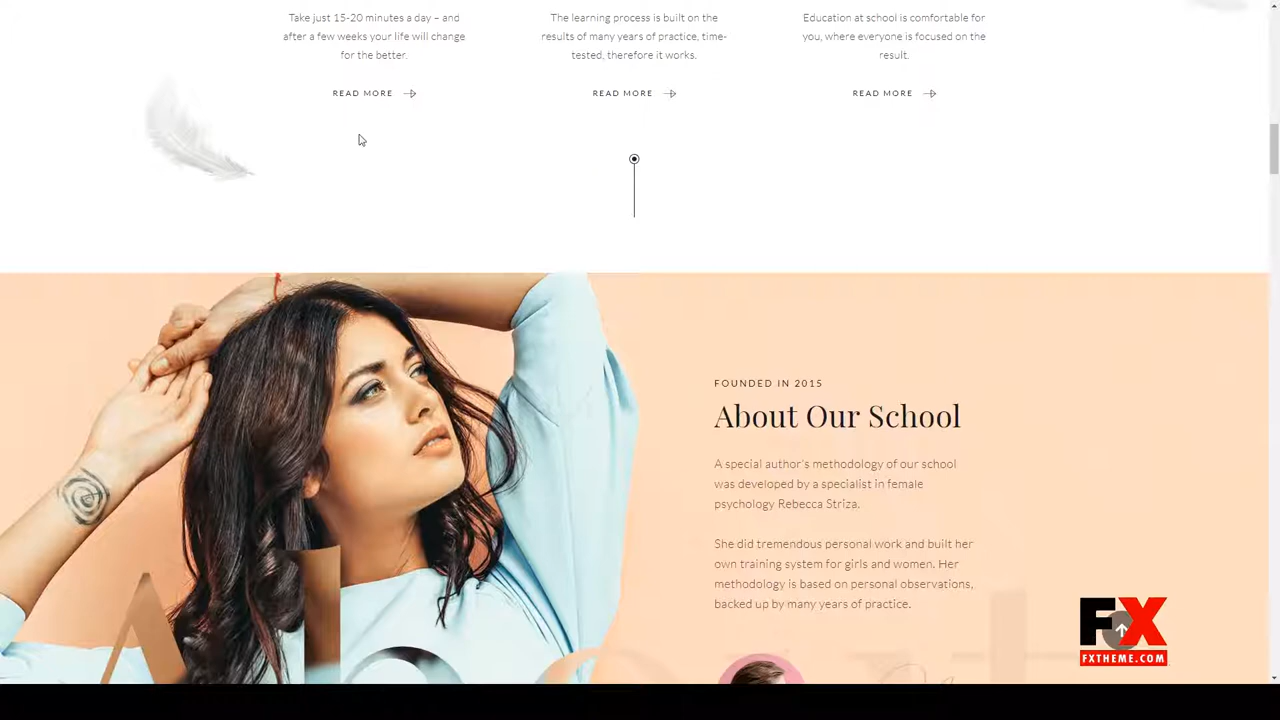 Take just 15-20 minutes a day – and
after a few weeks your life will change
for the better.
READ MORE
The learning process is built on the
results of many years of practice, time-
tested, therefore it works.
READ MORE
Education at school is comfortable for
you, where everyone is focused on the
result.
READ MORE
FOUNDED IN 2015
About Our School
A special author's methodology of our school
was developed by a specialist in female
psychology Rebecca Striza.
She did tremendous personal work and built her
own training system for girls and women. Her
methodology is based on personal observations,
backed up by many years of practice.
FX
FXTHEME.COM